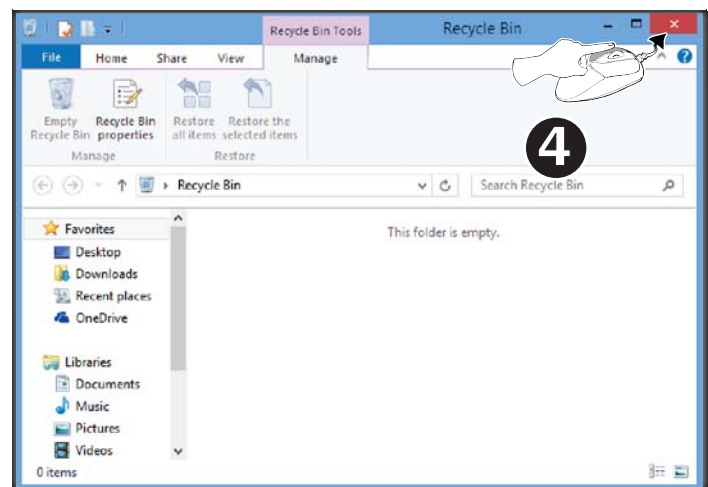 Recycle Bin Tools
Recycle Bin
File Home Share View Manage
Empty Recycle Bin
Recycle Bin properties
Restore all items
Restore the selected items
Manage
Restore
4
Recycle Bin
Search Recycle Bin
Favorites
This folder is empty.
Desktop
Downloads
Recent places
OneDrive
Libraries
Documents
Music
Pictures
Videos
0 items